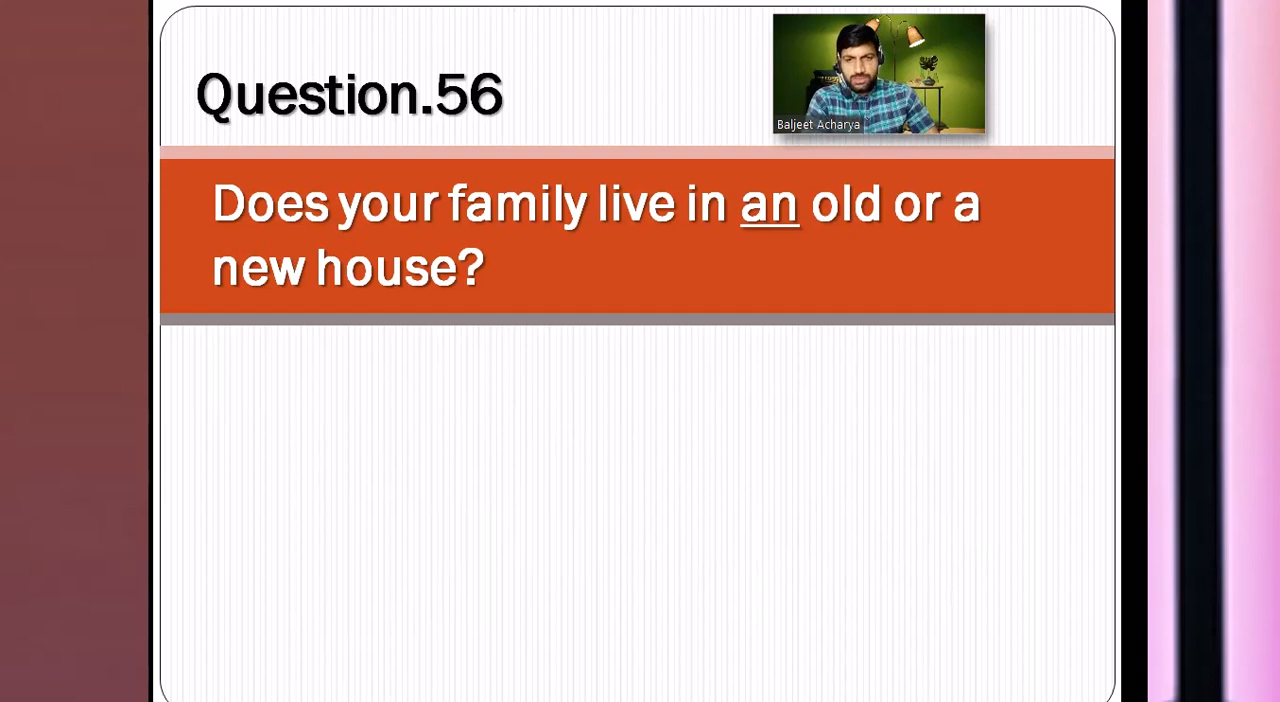 Question.56
Baljeet Acharya
Does your family live in an old or a
new house?